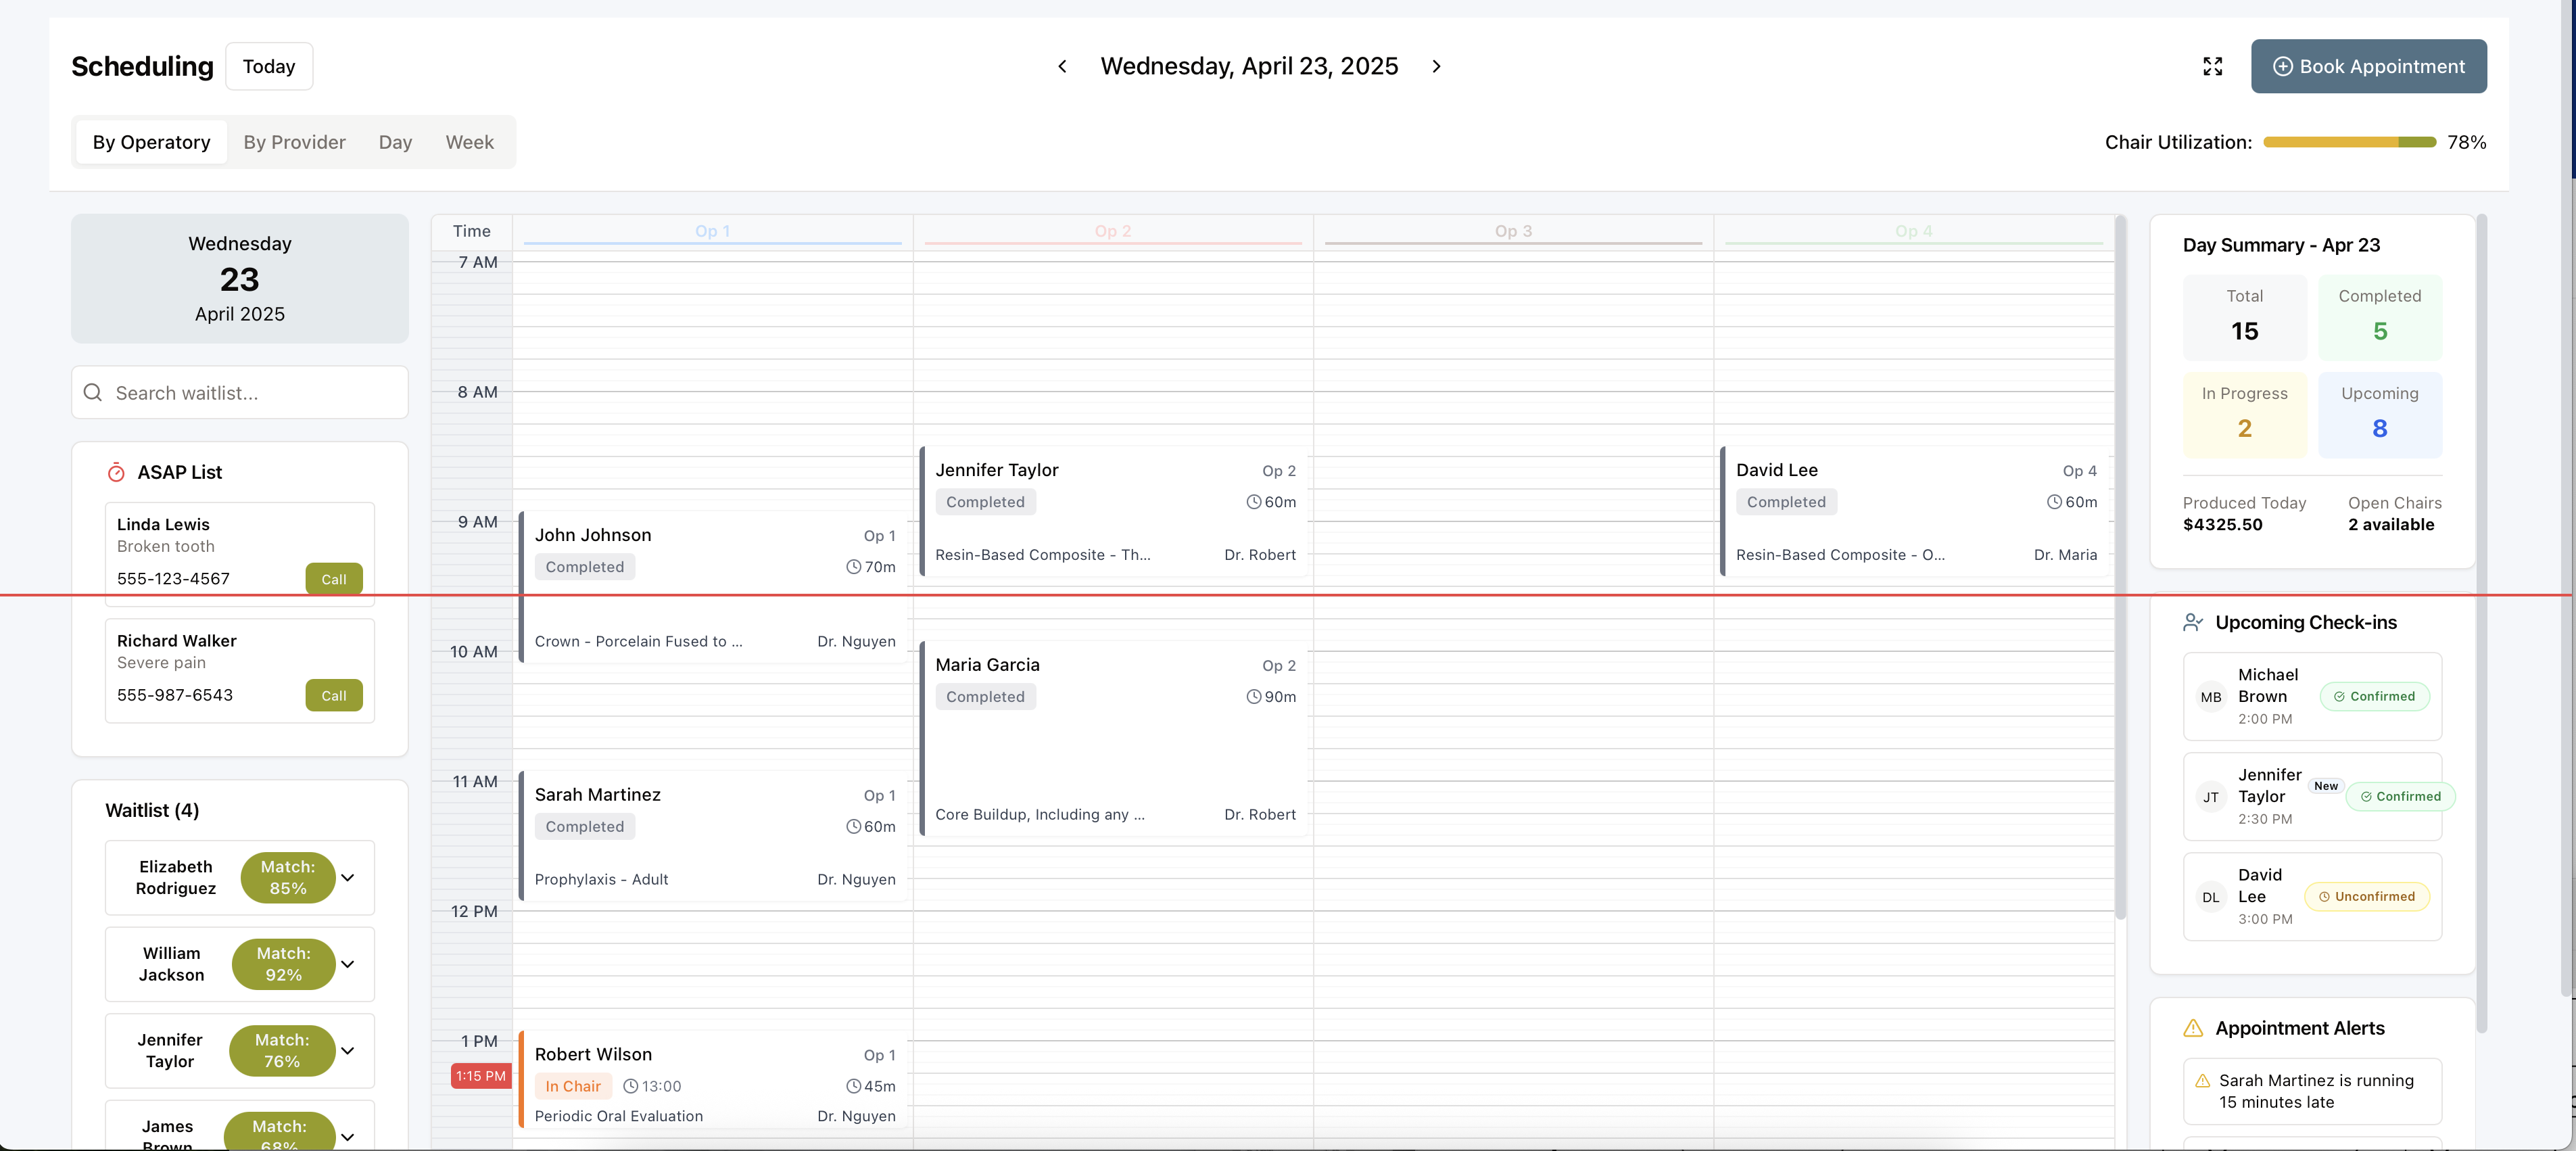 Scheduling
Today
Wednesday, April 23, 2025
Book Appointment
By Operatory
By Provider
Day
Week
Chair Utilization:
78%
Wednesday
23
April 2025
Search waitlist...
ASAP List
Linda Lewis
Broken tooth
555-123-4567
Call
Richard Walker
Severe pain
555-987-6543
Call
Waitlist (4)
Elizabeth
Rodriguez
Match:
85%
William
Jackson
Match:
92%
Jennifer
Taylor
Match:
76%
James
Brown
Match:
68%
Time
Op 1
Op 2
Op 3
Op 4
7 AM
8 AM
9 AM
10 AM
11 AM
12 PM
1 PM
1:15 PM
John Johnson
Op 1
Completed
70m
Crown - Porcelain Fused to ...
Dr. Nguyen
Sarah Martinez
Op 1
Completed
60m
Prophylaxis - Adult
Dr. Nguyen
Robert Wilson
Op 1
In Chair
13:00
45m
Periodic Oral Evaluation
Dr. Nguyen
Jennifer Taylor
Op 2
Completed
60m
Resin-Based Composite - Th...
Dr. Robert
Maria Garcia
Op 2
Completed
90m
Core Buildup, Including any ...
Dr. Robert
David Lee
Op 4
Completed
60m
Resin-Based Composite - O...
Dr. Maria
Day Summary - Apr 23
Total
15
Completed
5
In Progress
2
Upcoming
8
Produced Today
$4325.50
Open Chairs
2 available
Upcoming Check-ins
MB
Michael
Brown
2:00 PM
Confirmed
JT
Jennifer
Taylor
New
2:30 PM
Confirmed
DL
David
Lee
3:00 PM
Unconfirmed
Appointment Alerts
Sarah Martinez is running
15 minutes late